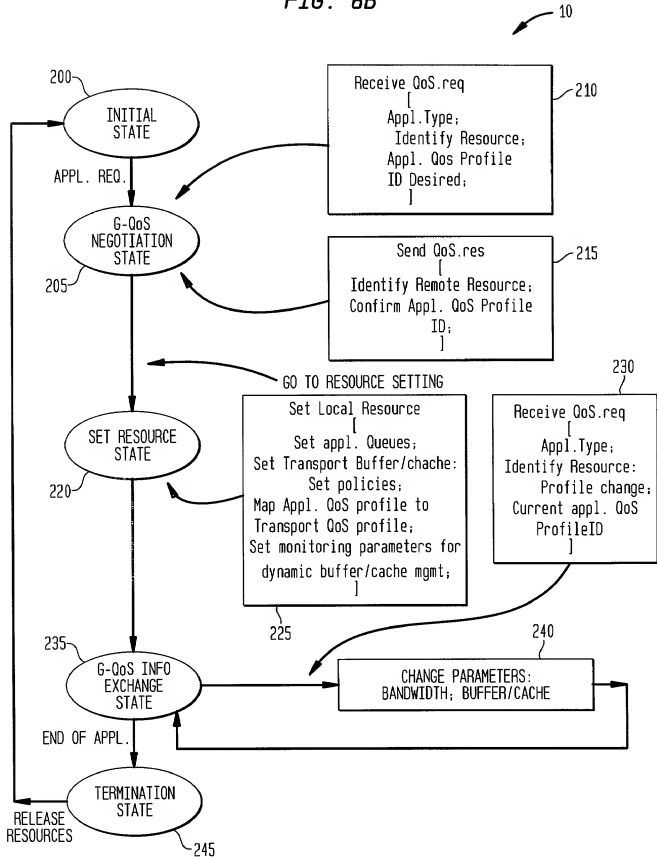 FIG. 6B
10
200
INITIAL
STATE
APPL. REQ.
Receive QoS.req
[
Appl.Type;
Identify Resource;
Appl. Qos Profile
ID Desired;
]
210
G-QoS
NEGOTIATION
STATE
205
Send QoS.res
[
Identify Remote Resource;
Confirm Appl. QoS Profile
ID;
]
215
GO TO RESOURCE SETTING
SET RESOURCE
STATE
220
Set Local Resource
[
Set appl. Queues;
Set Transport Buffer/chache:
Set policies;
Map Appl. QoS profile to
Transport QoS profile;
Set monitoring parameters for
dynamic buffer/cache mgmt;
]
225
230
Receive QoS.req
[
Appl.Type;
Identify Resource:
Profile change;
Current appl. QoS
ProfileID
]
235
G-QoS INFO
EXCHANGE
STATE
240
CHANGE PARAMETERS:
BANDWIDTH; BUFFER/CACHE
END OF APPL.
TERMINATION
STATE
245
RELEASE
RESOURCES